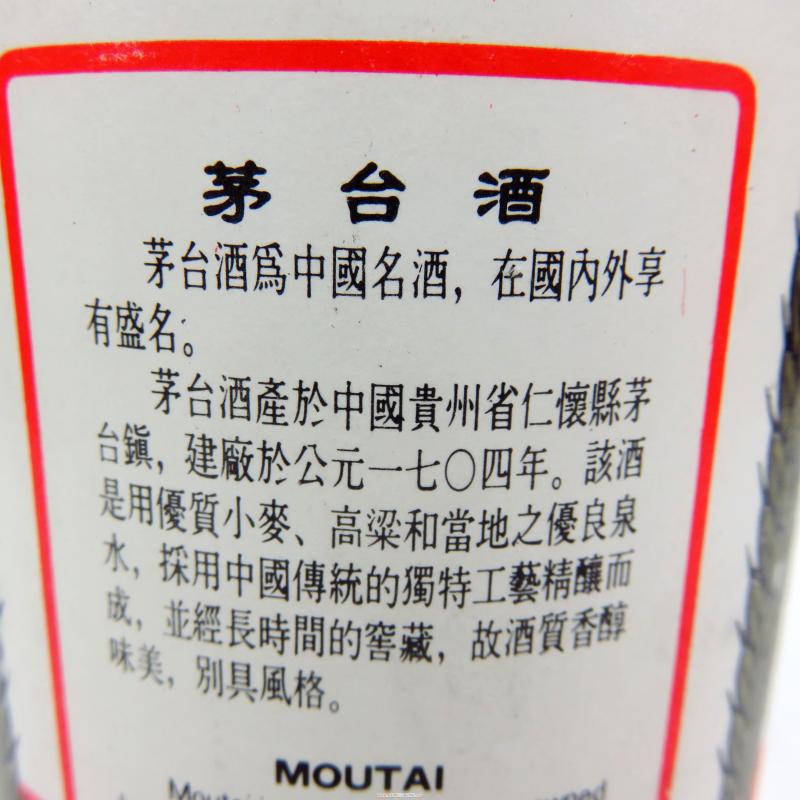 茅台酒
茅台酒爲中國名酒，在國內外享
有盛名。
茅台酒產於中國貴州省仁懷縣茅
台鎭，建廠於公元一七〇四年。該酒
是用優質小麥、高粱和當地之優良泉
水，採用中國傳統的獨特工藝精釀而
成，並經長時間的窖藏，故酒質香醇
味美，別具風格。
MOUTAI